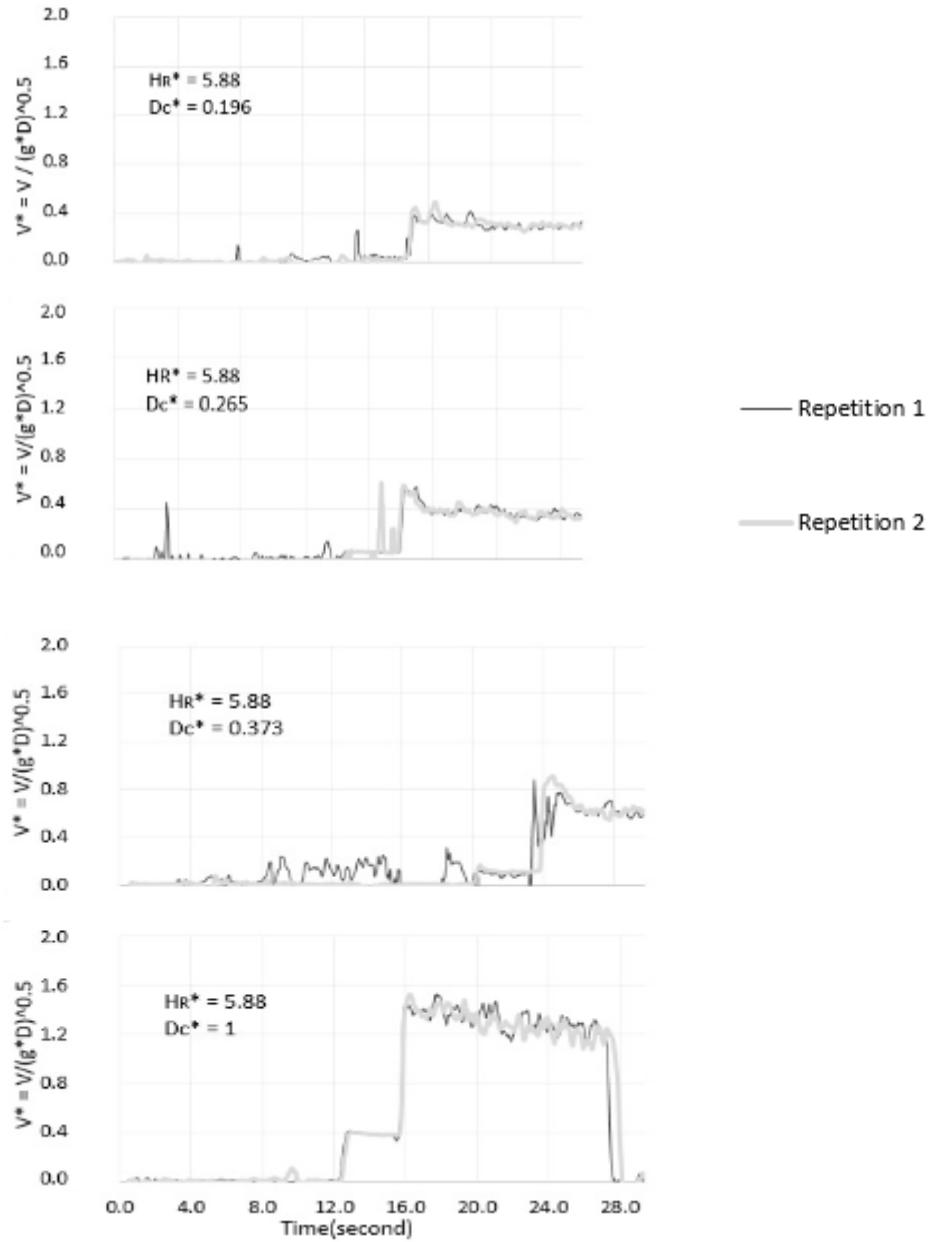 2.0
1.6
1.2
0.8
0.4
0.0
V* = V / (g*D)^0.5
HR* = 5.88
Dc* = 0.196
2.0
1.6
1.2
0.8
0.4
0.0
V* = V/(g*D)^0.5
HR* = 5.88
Dc* = 0.265
Repetition 1
Repetition 2
2.0
1.6
1.2
0.8
0.4
0.0
V* = V/(g*D)^0.5
HR* = 5.88
Dc* = 0.373
2.0
1.6
1.2
0.8
0.4
0.0
V* = V/(g*D)^0.5
HR* = 5.88
Dc* = 1
0.0 4.0 8.0 12.0 16.0 20.0 24.0 28.0
Time(second)